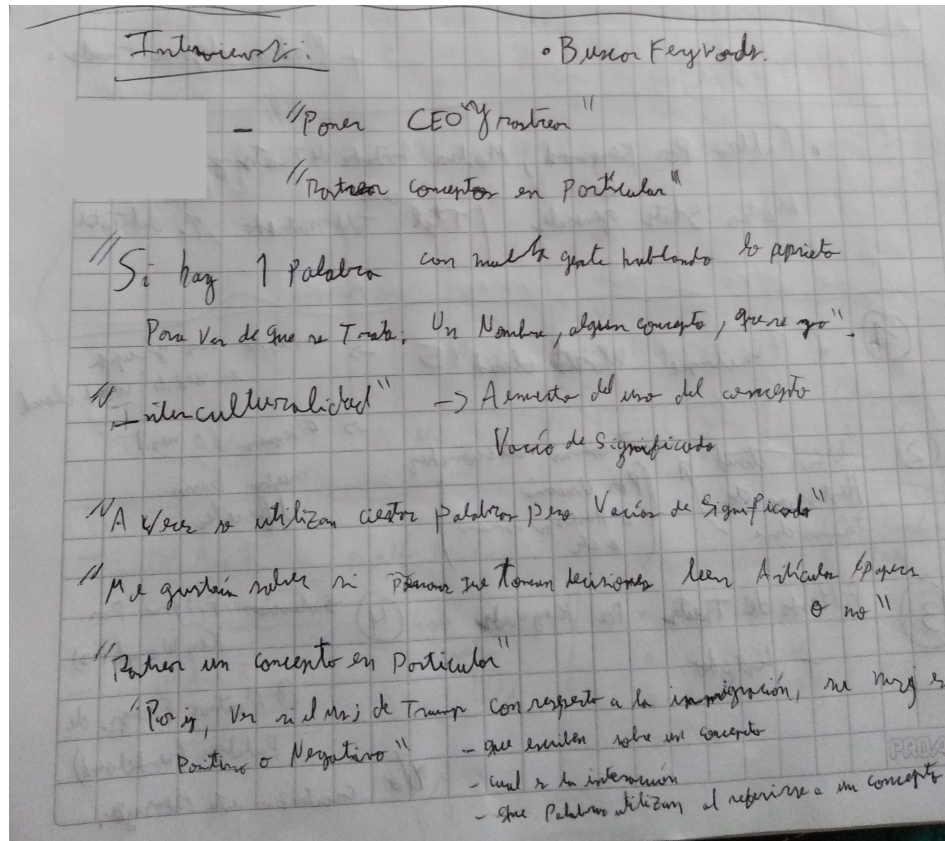 Interviews:
• Buscar Keywords.
- "Poner CEO y rastrear"
"Rastrear conceptos en Particular"
"Si hay 1 Palabra con mucha gente hablando lo aprieto
Para Ver de que se Trata. Un Nombre, algun concepto, que se yo".
"Interculturalidad" -> Aumento del uso del concepto
Vacío de Significado
"A Veces se utilizan ciertas palabras pero Vacías de Significado"
"Me gustaría saber si Personas que toman decisiones leen Artículos/papers
o no"
"Rastrear un concepto en Particular"
"Por ej, Ver si el msj de Trump con respecto a la inmigración, su msj es
Positivo o Negativo"
- que escriben sobre un concepto
- cual es la interacción
- que Palabras utilizan al referirse a un concepto